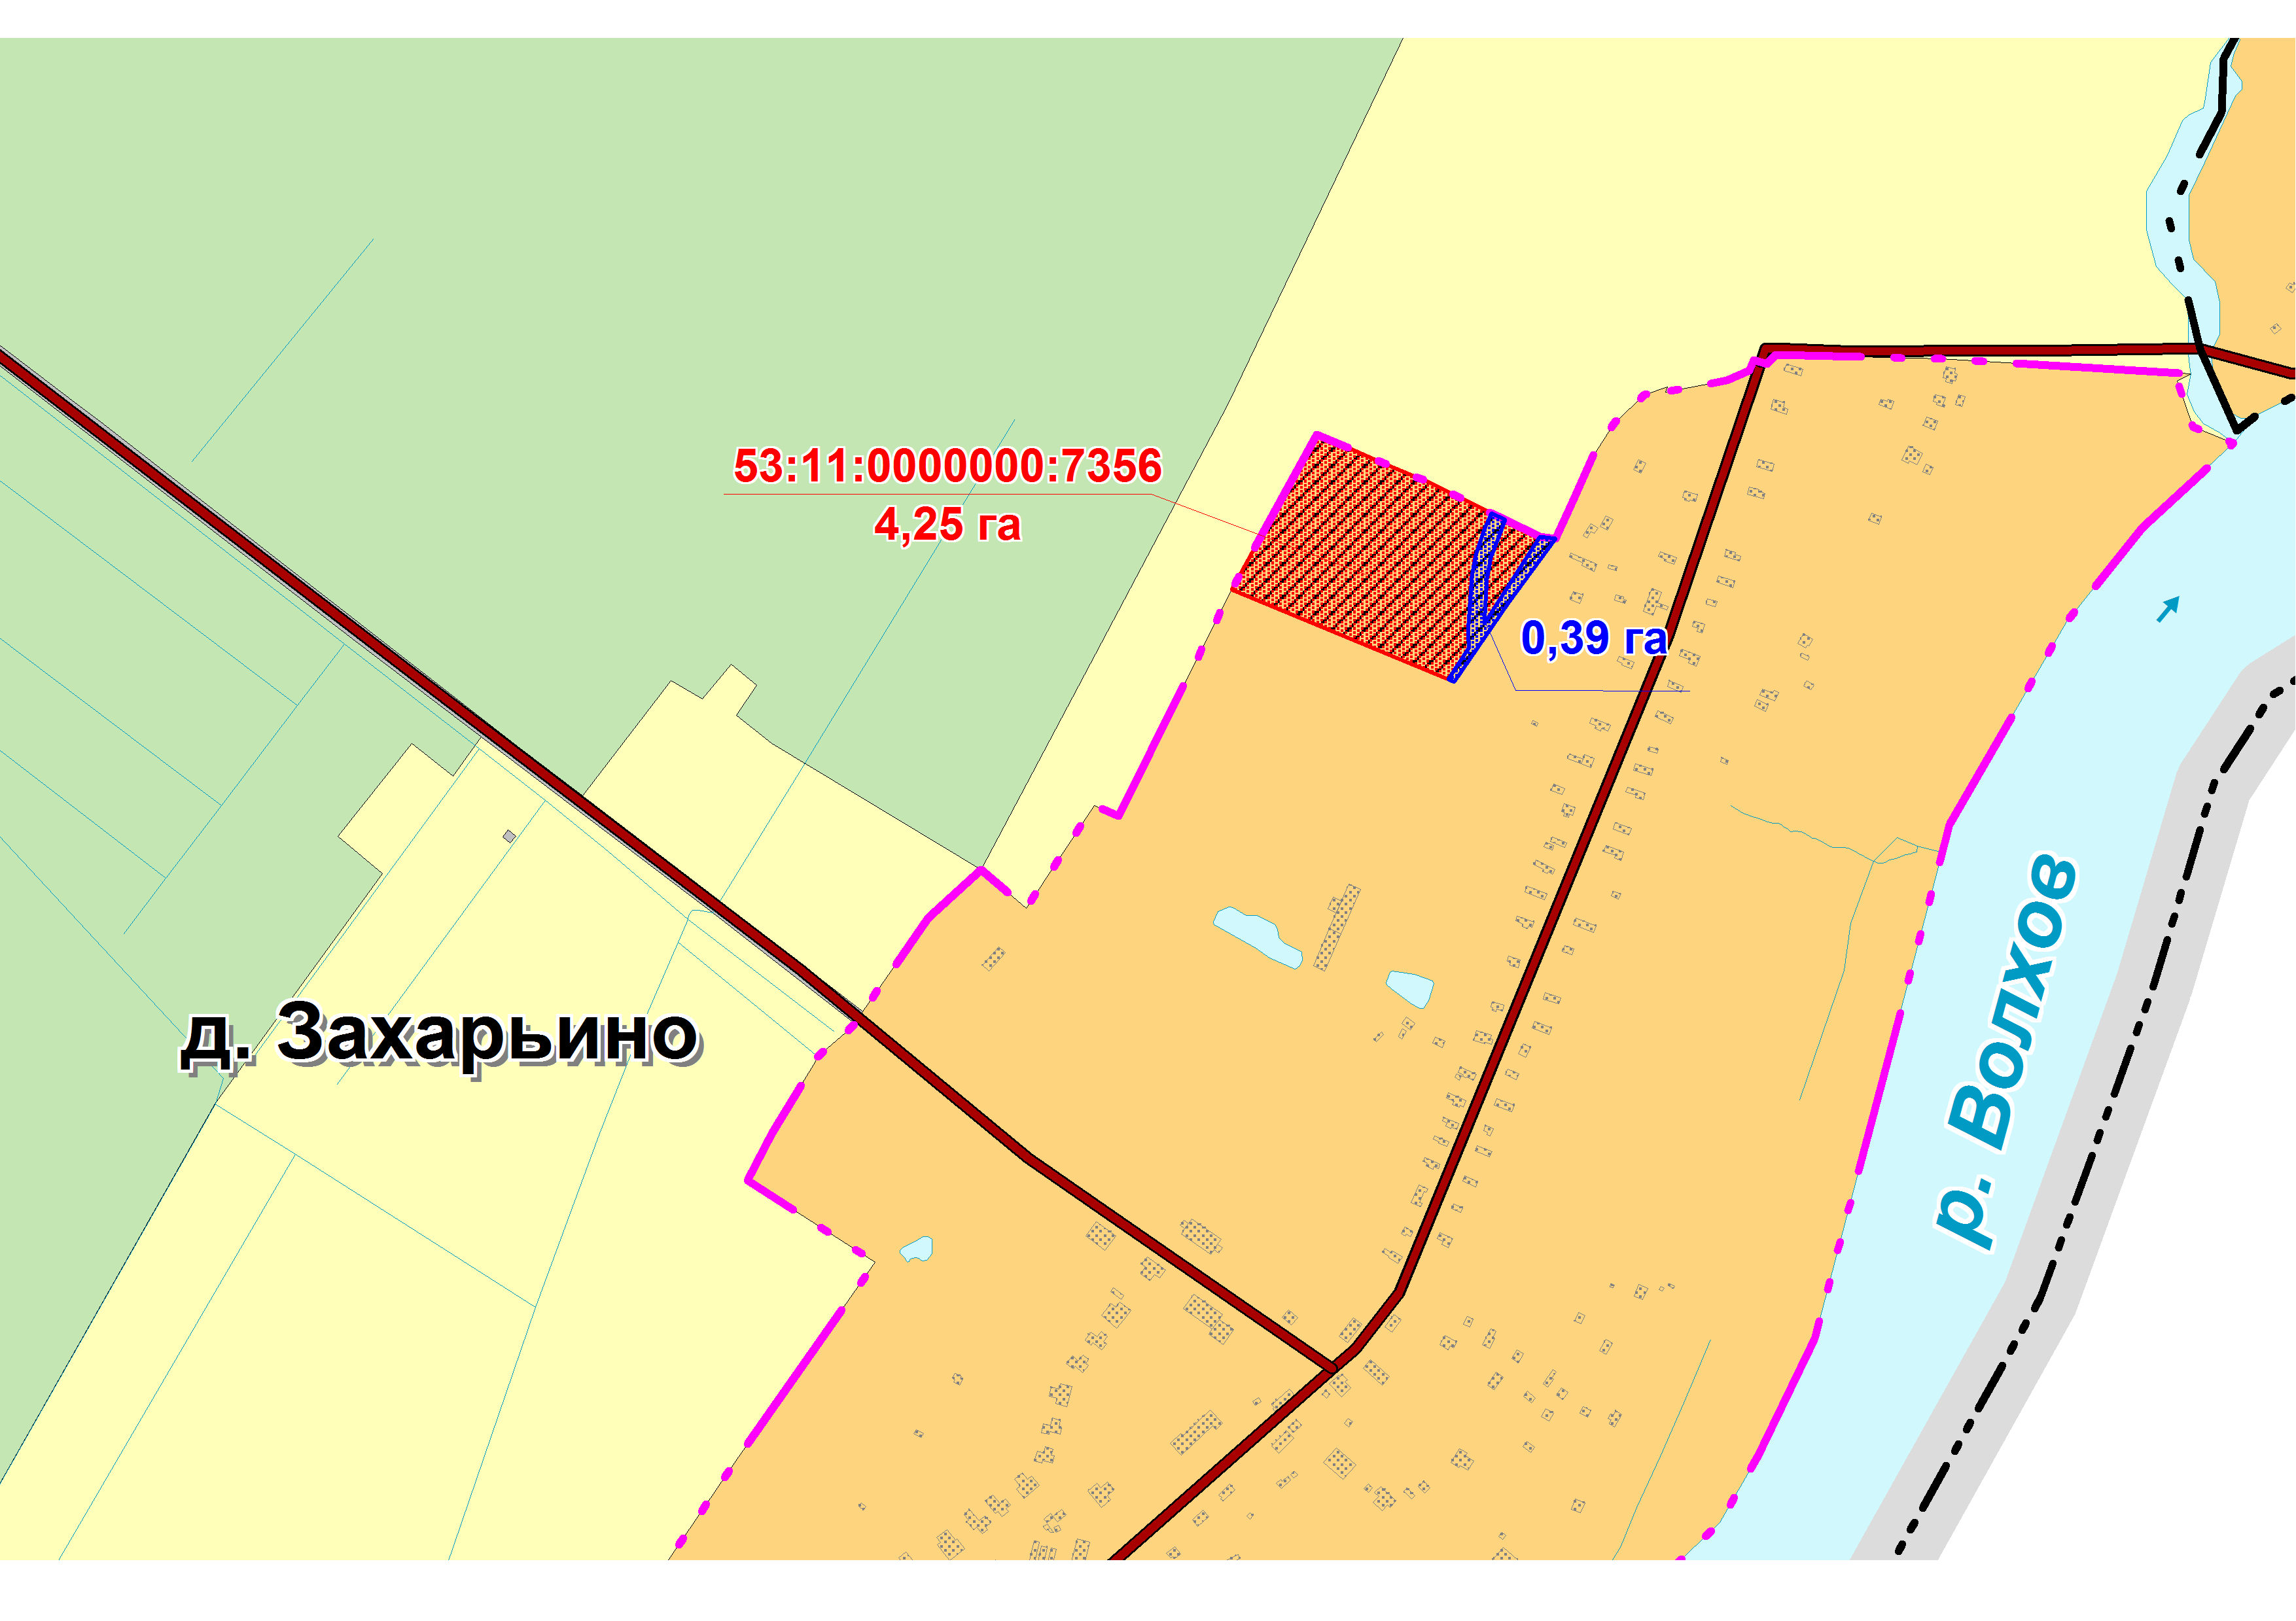 53:11:0000000:7356
4,25 га
0,39 га
д. Захарьино
р. Волхов